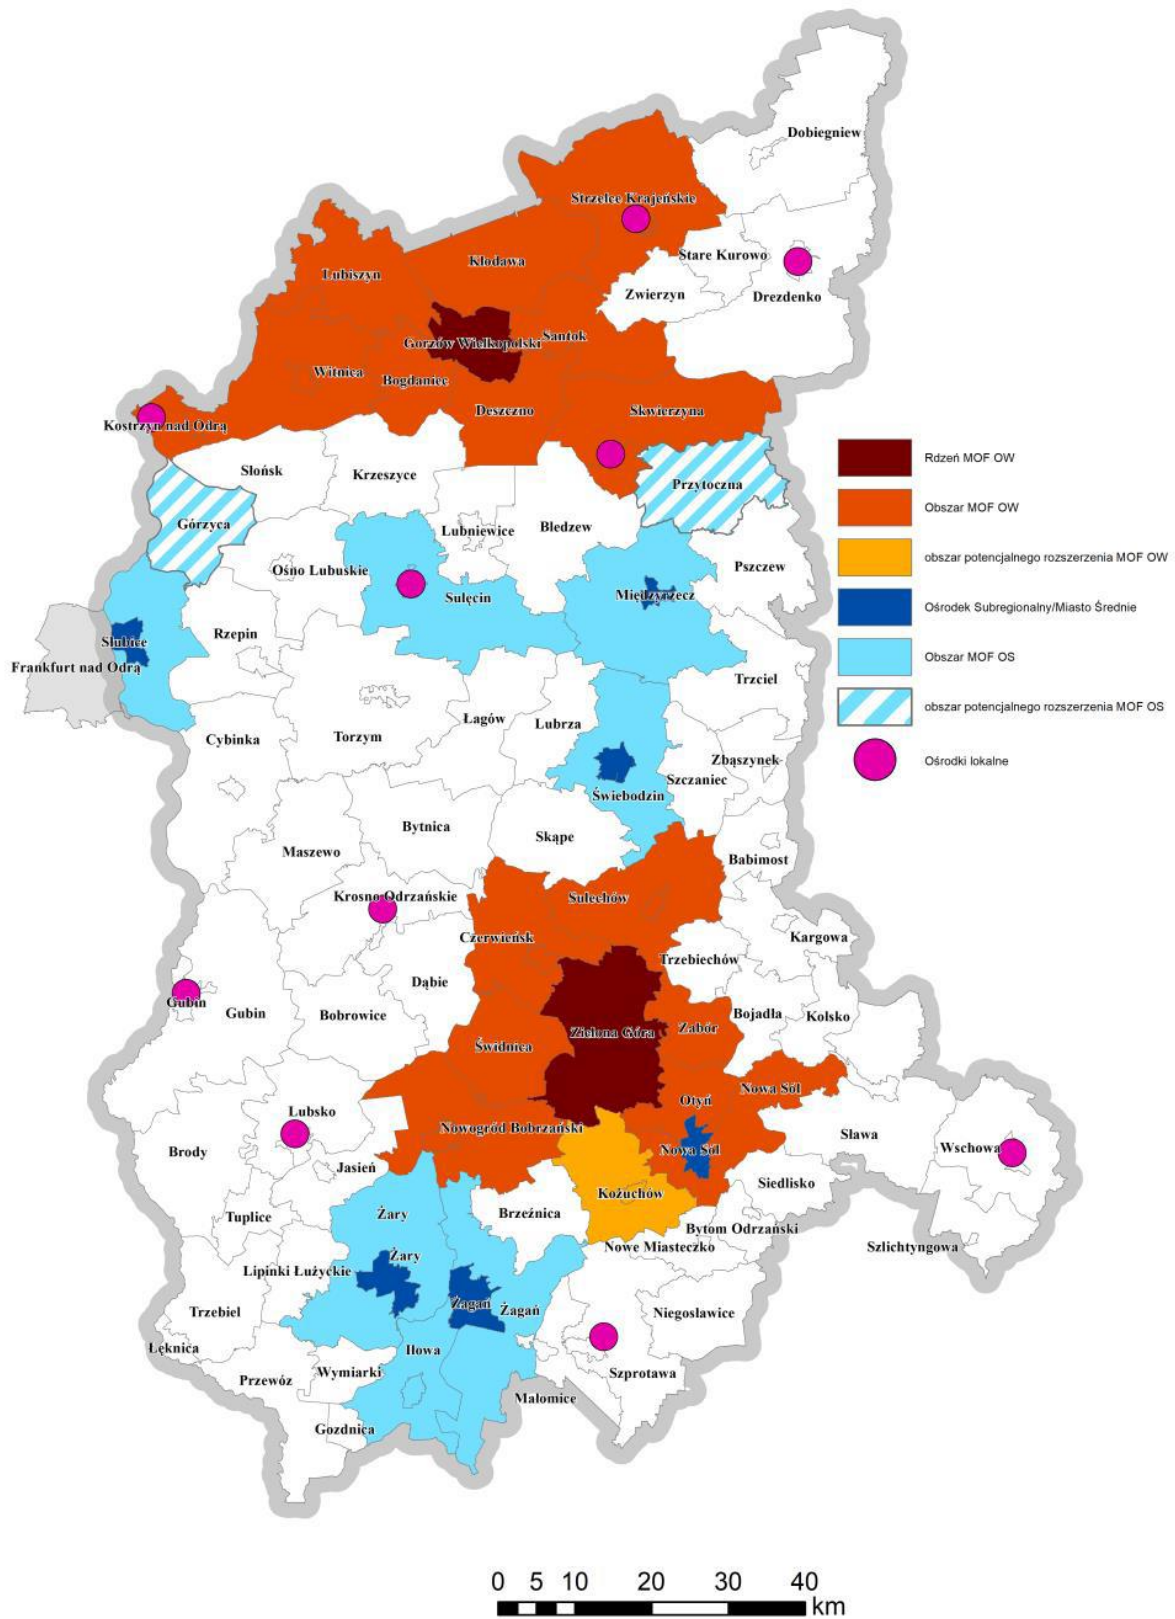 Dobiegniew
Strzelce Krajeńskie
Stare Kurowo
Kłodawa
Lubiszyn
Zwierzyn
Drezdenko
Santok
Gorzów Wielkopolski
Witnica
Bogdaniec
Deszczno
Skwierzyna
Kostrzyn nad Odrą
Rdzeń MOF OW
Słońsk
Krzeszyce
Przytoczna
Obszar MOF OW
Górzyca
Lubniewice
Bledzew
obszar potencjalnego rozszerzenia MOF OW
Ośno Lubuskie
Pszczew
Sulęcin
Międzyrzecz
Ośrodek Subregionalny/Miasto Średnie
Rzepin
Słubice
Obszar MOF OS
Frankfurt nad Odrą
Trzciel
obszar potencjalnego rozszerzenia MOF OS
Łagów
Lubrza
Cybinka
Torzym
Zbąszynek
Ośrodki lokalne
Szczaniec
Świebodzin
Bytnica
Skąpe
Maszewo
Babimost
Krosno Odrzańskie
Sulechów
Czerwieńsk
Kargowa
Trzebiechów
Dąbie
Gubin
Gubin
Bobrowice
Bojadła
Kolsko
Zielona Góra
Zabór
Świdnica
Nowa Sól
Otyń
Lubsko
Nowogród Bobrzański
Sława
Brody
Nowa Sól
Wschowa
Jasień
Siedlisko
Kożuchów
Tuplice
Żary
Brzeźnica
Bytom Odrzański
Nowe Miasteczko
Szlichtyngowa
Żary
Lipinki Łużyckie
Żagań
Żagań
Trzebiel
Niegosławice
Łęknica
Iłowa
Wymiarki
Przewóz
Szprotawa
Małomice
Gozdnica
0 5 10 20 30 40
km